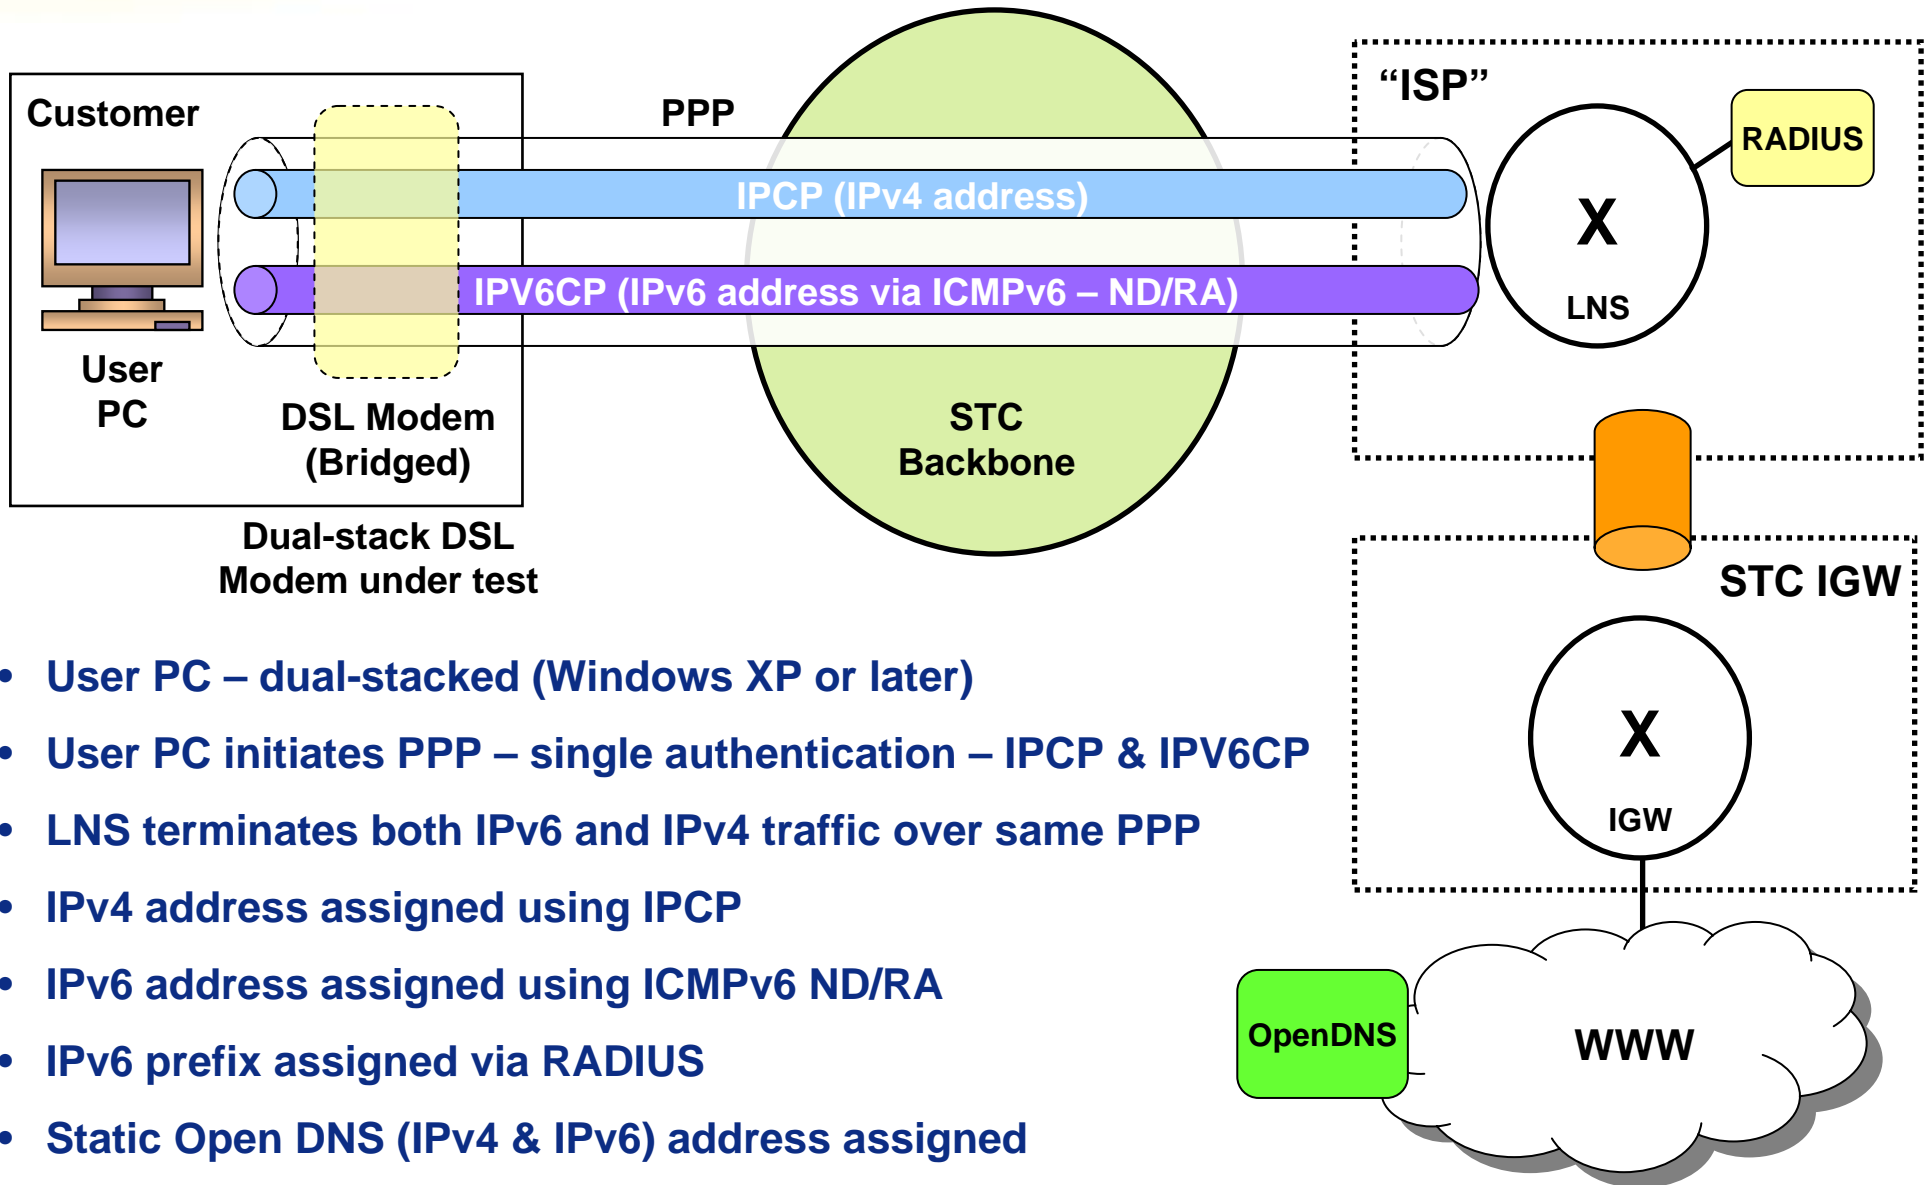 Customer
PPP
“ISP”
RADIUS
IPCP (IPv4 address)
X
IPV6CP (IPv6 address via ICMPv6 – ND/RA)
LNS
User
PC
DSL Modem
(Bridged)
STC
Backbone
Dual-stack DSL
Modem under test
STC IGW
X
IGW
• User PC – dual-stacked (Windows XP or later)
• User PC initiates PPP – single authentication – IPCP & IPV6CP
• LNS terminates both IPv6 and IPv4 traffic over same PPP
• IPv4 address assigned using IPCP
• IPv6 address assigned using ICMPv6 ND/RA
• IPv6 prefix assigned via RADIUS
• Static Open DNS (IPv4 & IPv6) address assigned
OpenDNS
WWW